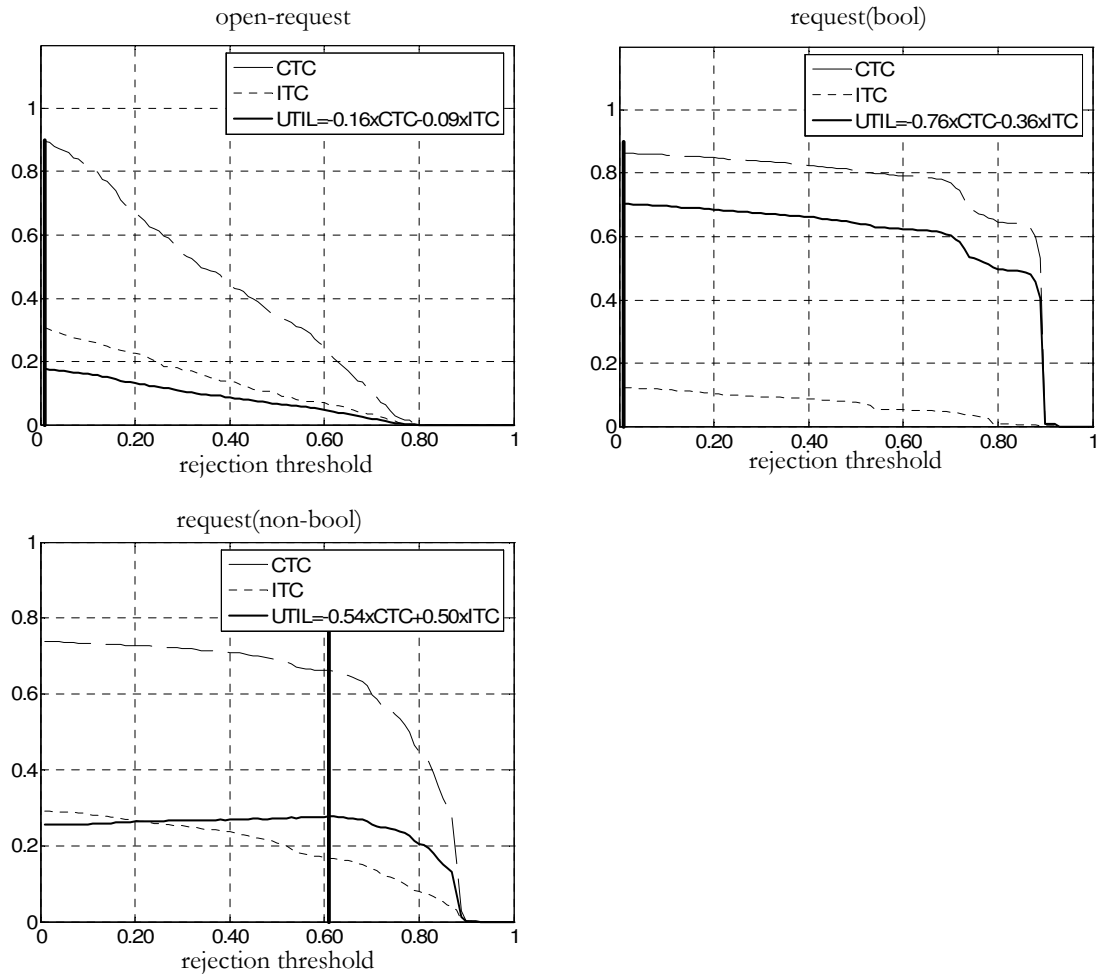 open-request
CTC
ITC
UTIL=-0.16xCTC-0.09xITC
1
0.8
0.6
0.4
0.2
0
0 0.20 0.40 0.60 0.80 1
rejection threshold
request(bool)
CTC
ITC
UTIL=-0.76xCTC-0.36xITC
1
0.8
0.6
0.4
0.2
0
0 0.20 0.40 0.60 0.80 1
rejection threshold
request(non-bool)
CTC
ITC
UTIL=-0.54xCTC+0.50xITC
1
0.8
0.6
0.4
0.2
0
0 0.20 0.40 0.60 0.80 1
rejection threshold